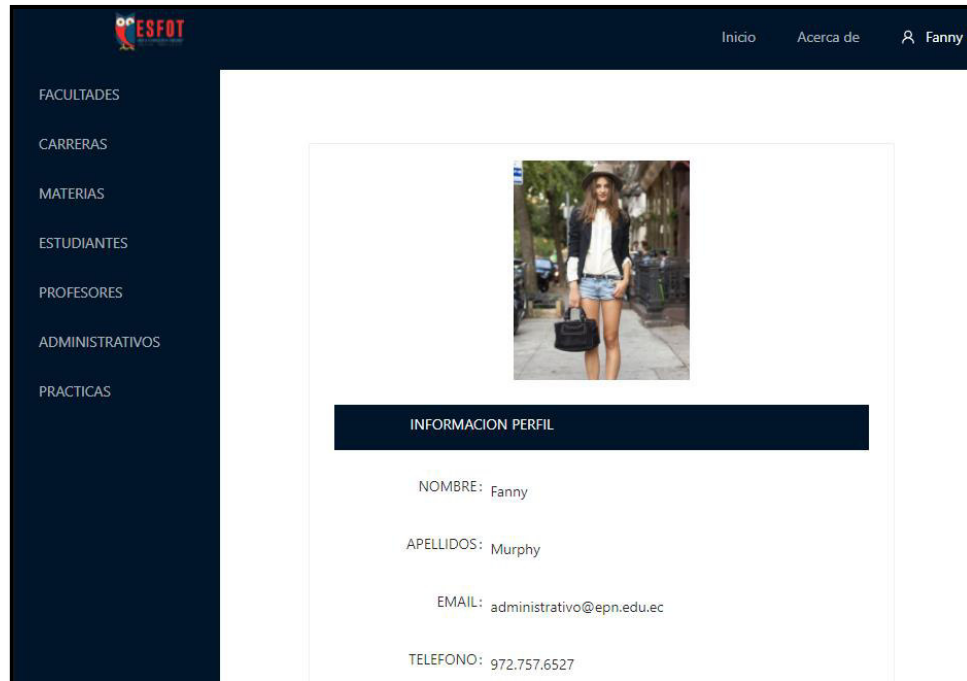 ESFOT
Inicio Acerca de Fanny
FACULTADES
CARRERAS
MATERIAS
ESTUDIANTES
PROFESORES
ADMINISTRATIVOS
PRACTICAS
INFORMACION PERFIL
NOMBRE: Fanny
APELLIDOS: Murphy
EMAIL: administrativo@epn.edu.ec
TELEFONO: 972.757.6527